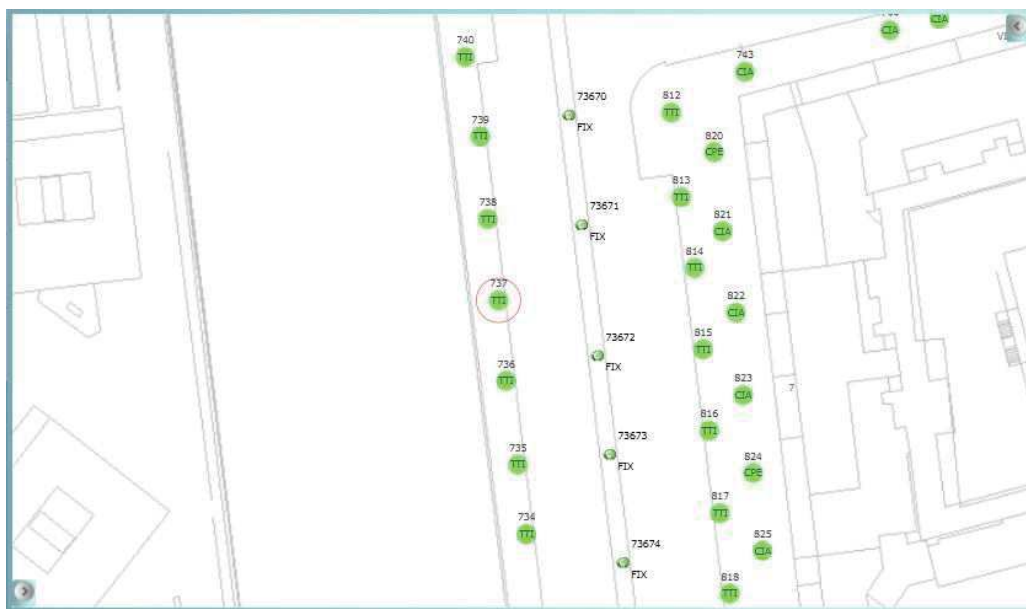 CIA
CIA
740
TTI
743
CIA
73670
FIX
812
TTI
739
TTI
820
CPE
813
TTI
738
TTI
73671
FIX
821
CIA
814
TTI
737
TTI
822
CIA
73672
FIX
815
TTI
736
TTI
823
CIA
7
816
TTI
73673
FIX
735
TTI
824
CPE
817
TTI
734
TTI
73674
FIX
825
CIA
818
TTI